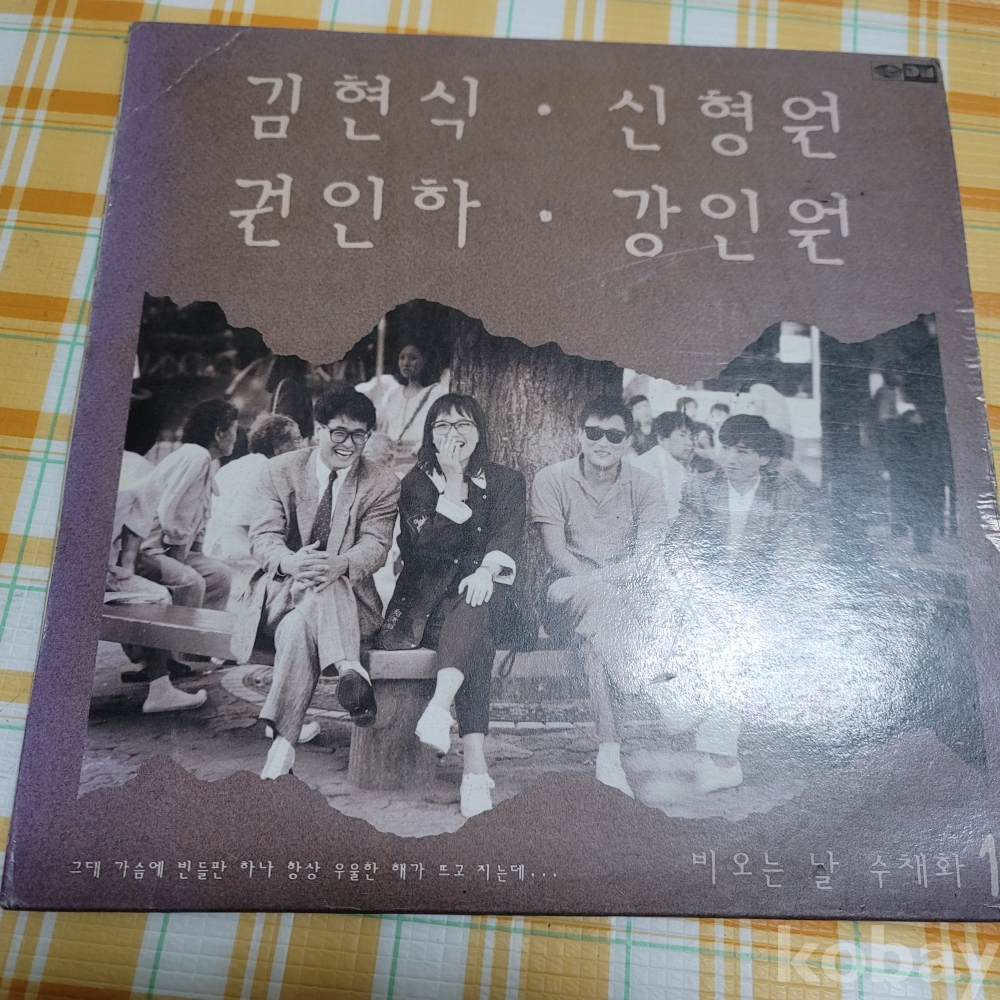 김현식 · 신형원
권인하 · 강인원
그대 가슴에 빈들판 하나 항상 우울한 해가 뜨고 지는데...
비오는 날 수채화 1
kobay